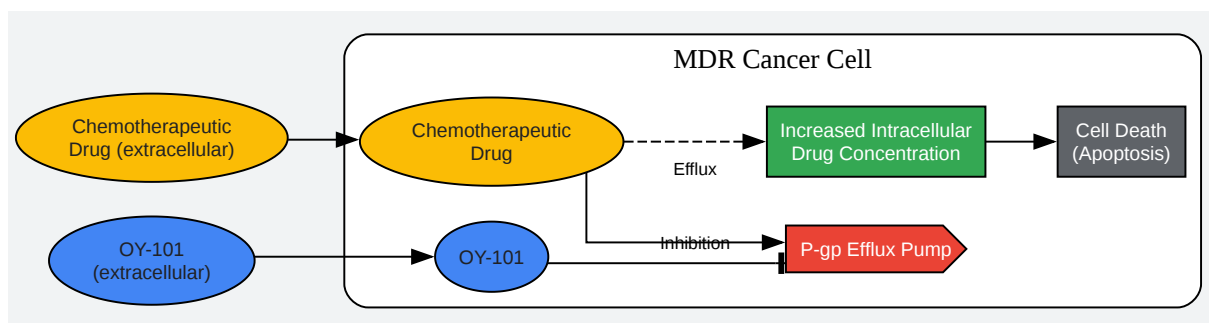 MDR Cancer Cell
Chemotherapeutic
Drug (extracellular)
Chemotherapeutic
Drug
Efflux
Increased Intracellular
Drug Concentration
Cell Death
(Apoptosis)
OY-101
(extracellular)
OY-101
Inhibition
P-gp Efflux Pump